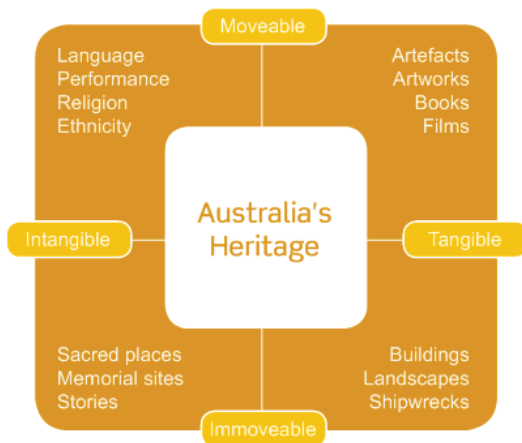 Moveable
Language
Performance
Religion
Ethnicity
Artefacts
Artworks
Books
Films
Intangible
Australia's
Heritage
Tangible
Sacred places
Memorial sites
Stories
Buildings
Landscapes
Shipwrecks
Immoveable